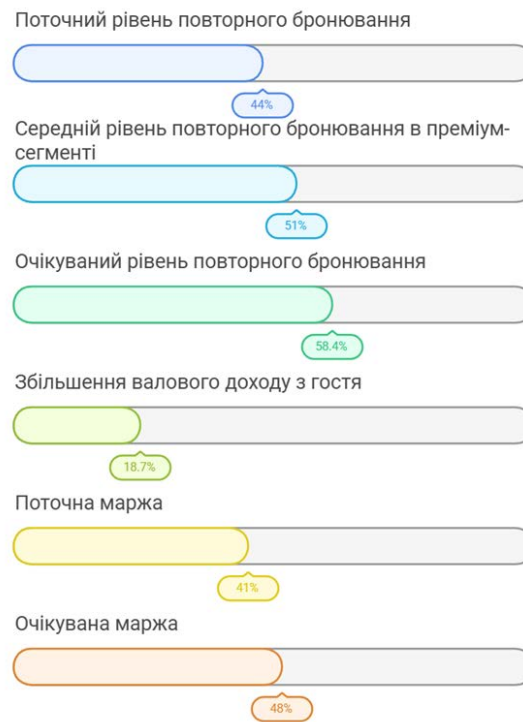 Поточний рівень повторного бронювання
44%
Середній рівень повторного бронювання в преміум-
сегменті
51%
Очікуваний рівень повторного бронювання
58.4%
Збільшення валового доходу з гостя
18.7%
Поточна маржа
41%
Очікувана маржа
48%